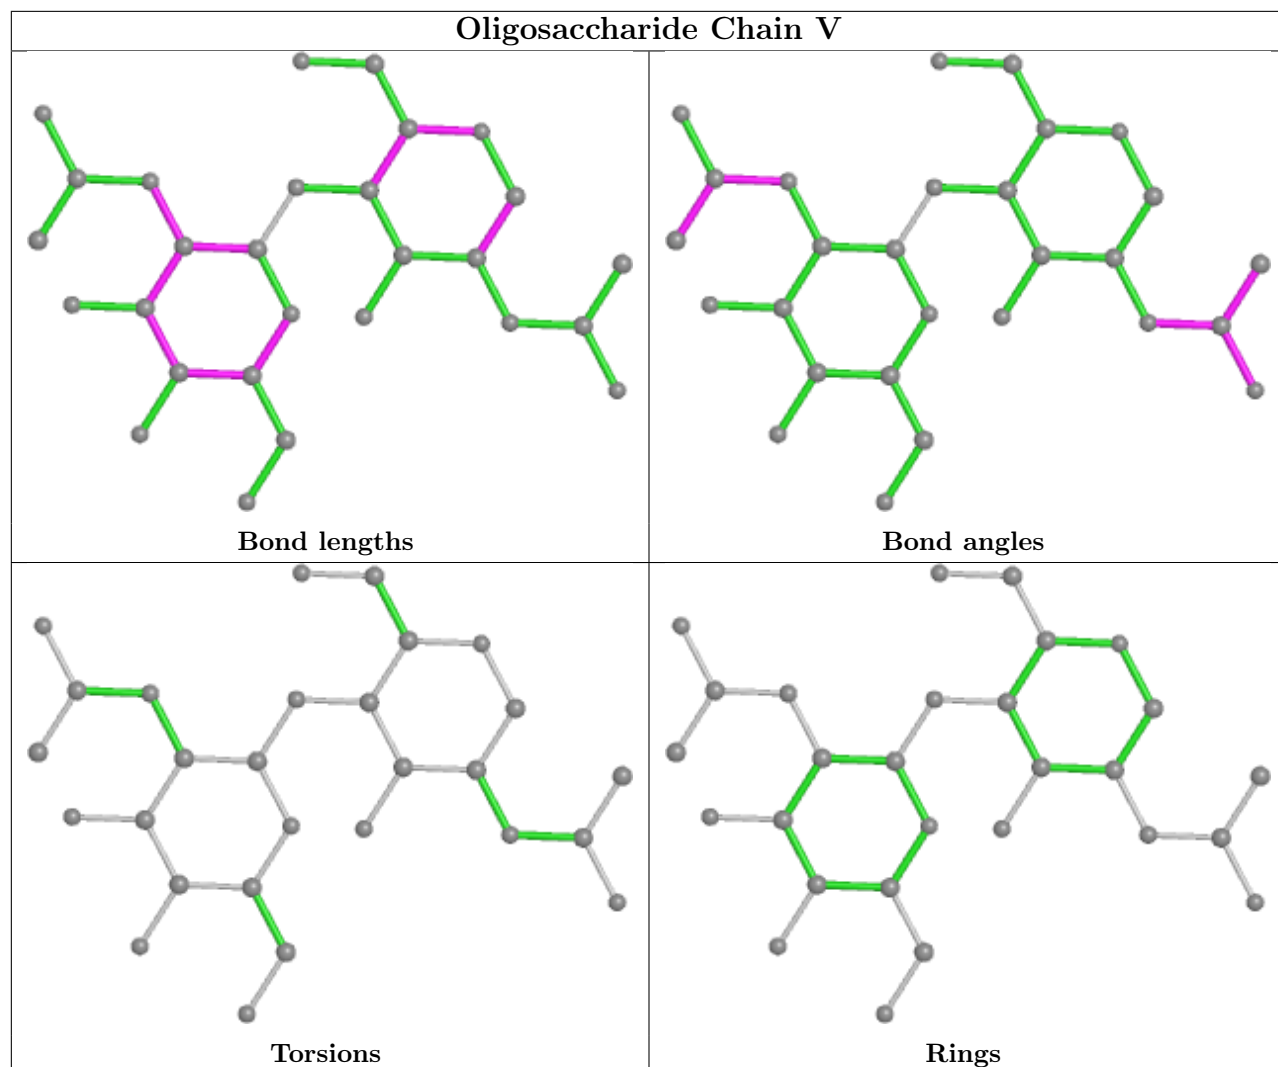 Oligosaccharide Chain V
Bond lengths
Bond angles
Torsions
Rings